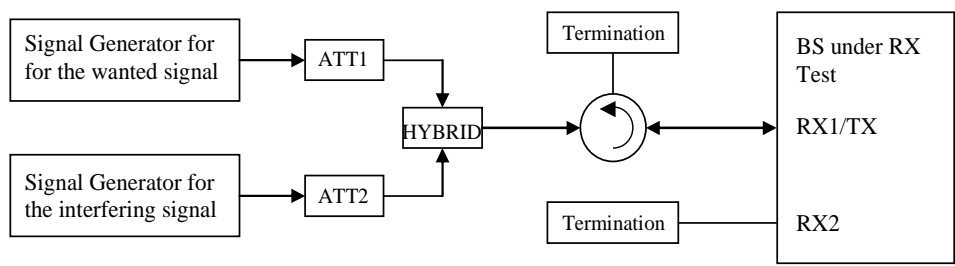 Signal Generator for
for the wanted signal
ATT1
HYBRID
Signal Generator for
the interfering signal
ATT2
Termination
Termination
BS under RX
Test
RX1/TX
RX2